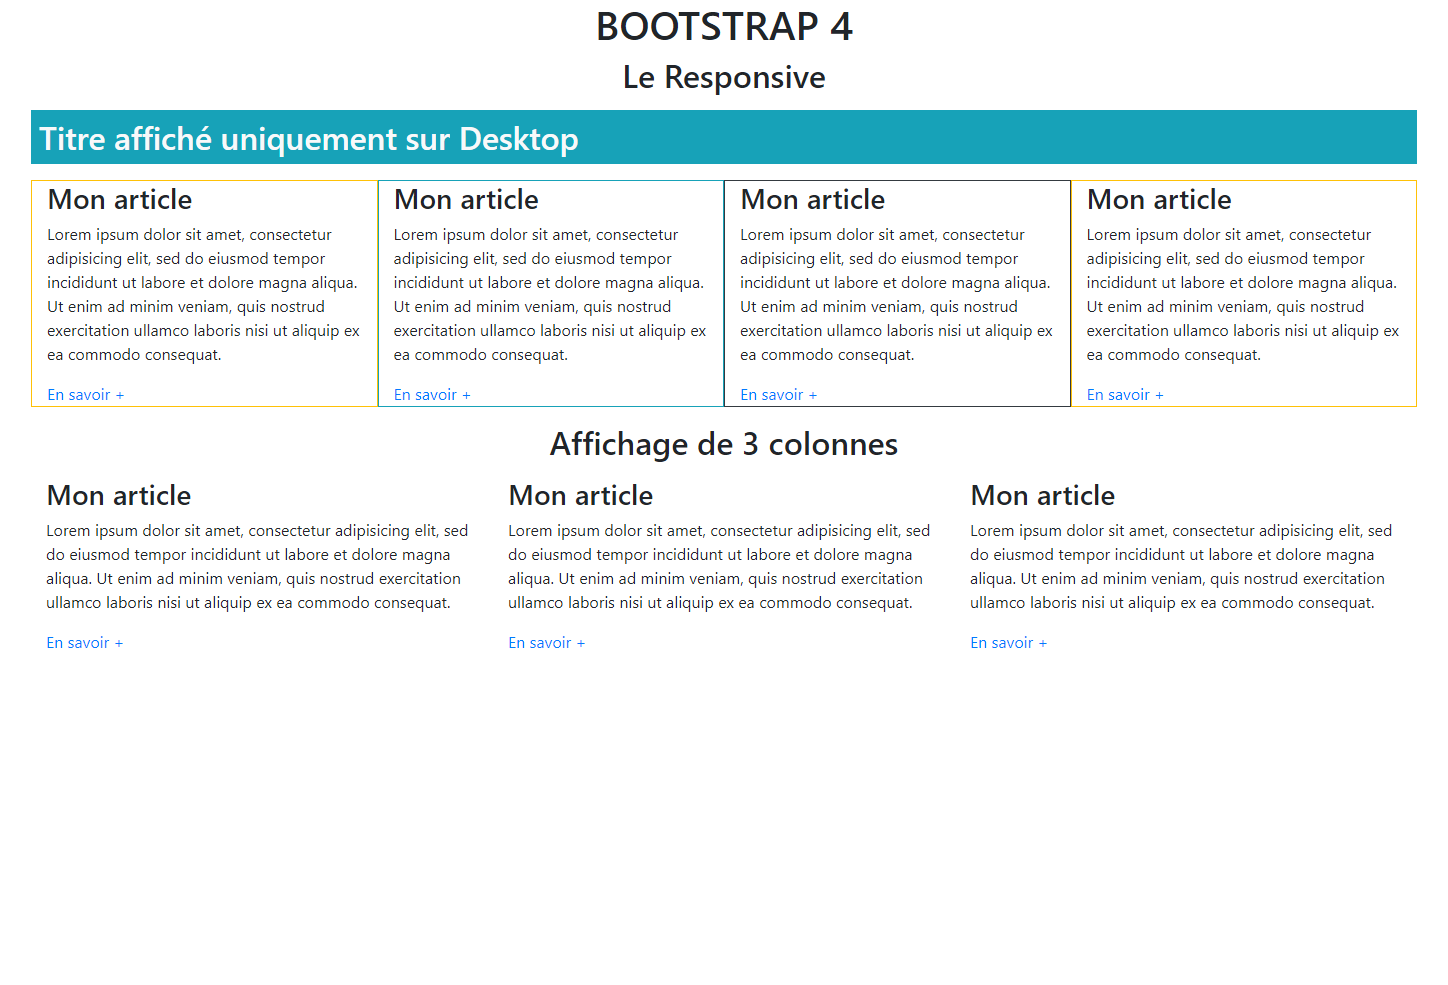 BOOTSTRAP 4
Le Responsive
Titre affiché uniquement sur Desktop
Mon article
Lorem ipsum dolor sit amet, consectetur
adipisicing elit, sed do eiusmod tempor
incididunt ut labore et dolore magna aliqua.
Ut enim ad minim veniam, quis nostrud
exercitation ullamco laboris nisi ut aliquip ex
ea commodo consequat.
En savoir +
Mon article
Lorem ipsum dolor sit amet, consectetur
adipisicing elit, sed do eiusmod tempor
incididunt ut labore et dolore magna aliqua.
Ut enim ad minim veniam, quis nostrud
exercitation ullamco laboris nisi ut aliquip ex
ea commodo consequat.
En savoir +
Mon article
Lorem ipsum dolor sit amet, consectetur
adipisicing elit, sed do eiusmod tempor
incididunt ut labore et dolore magna aliqua.
Ut enim ad minim veniam, quis nostrud
exercitation ullamco laboris nisi ut aliquip ex
ea commodo consequat.
En savoir +
Mon article
Lorem ipsum dolor sit amet, consectetur
adipisicing elit, sed do eiusmod tempor
incididunt ut labore et dolore magna aliqua.
Ut enim ad minim veniam, quis nostrud
exercitation ullamco laboris nisi ut aliquip ex
ea commodo consequat.
En savoir +
Affichage de 3 colonnes
Mon article
Lorem ipsum dolor sit amet, consectetur adipisicing elit, sed
do eiusmod tempor incididunt ut labore et dolore magna
aliqua. Ut enim ad minim veniam, quis nostrud exercitation
ullamco laboris nisi ut aliquip ex ea commodo consequat.
En savoir +
Mon article
Lorem ipsum dolor sit amet, consectetur adipisicing elit, sed
do eiusmod tempor incididunt ut labore et dolore magna
aliqua. Ut enim ad minim veniam, quis nostrud exercitation
ullamco laboris nisi ut aliquip ex ea commodo consequat.
En savoir +
Mon article
Lorem ipsum dolor sit amet, consectetur adipisicing elit, sed
do eiusmod tempor incididunt ut labore et dolore magna
aliqua. Ut enim ad minim veniam, quis nostrud exercitation
ullamco laboris nisi ut aliquip ex ea commodo consequat.
En savoir +